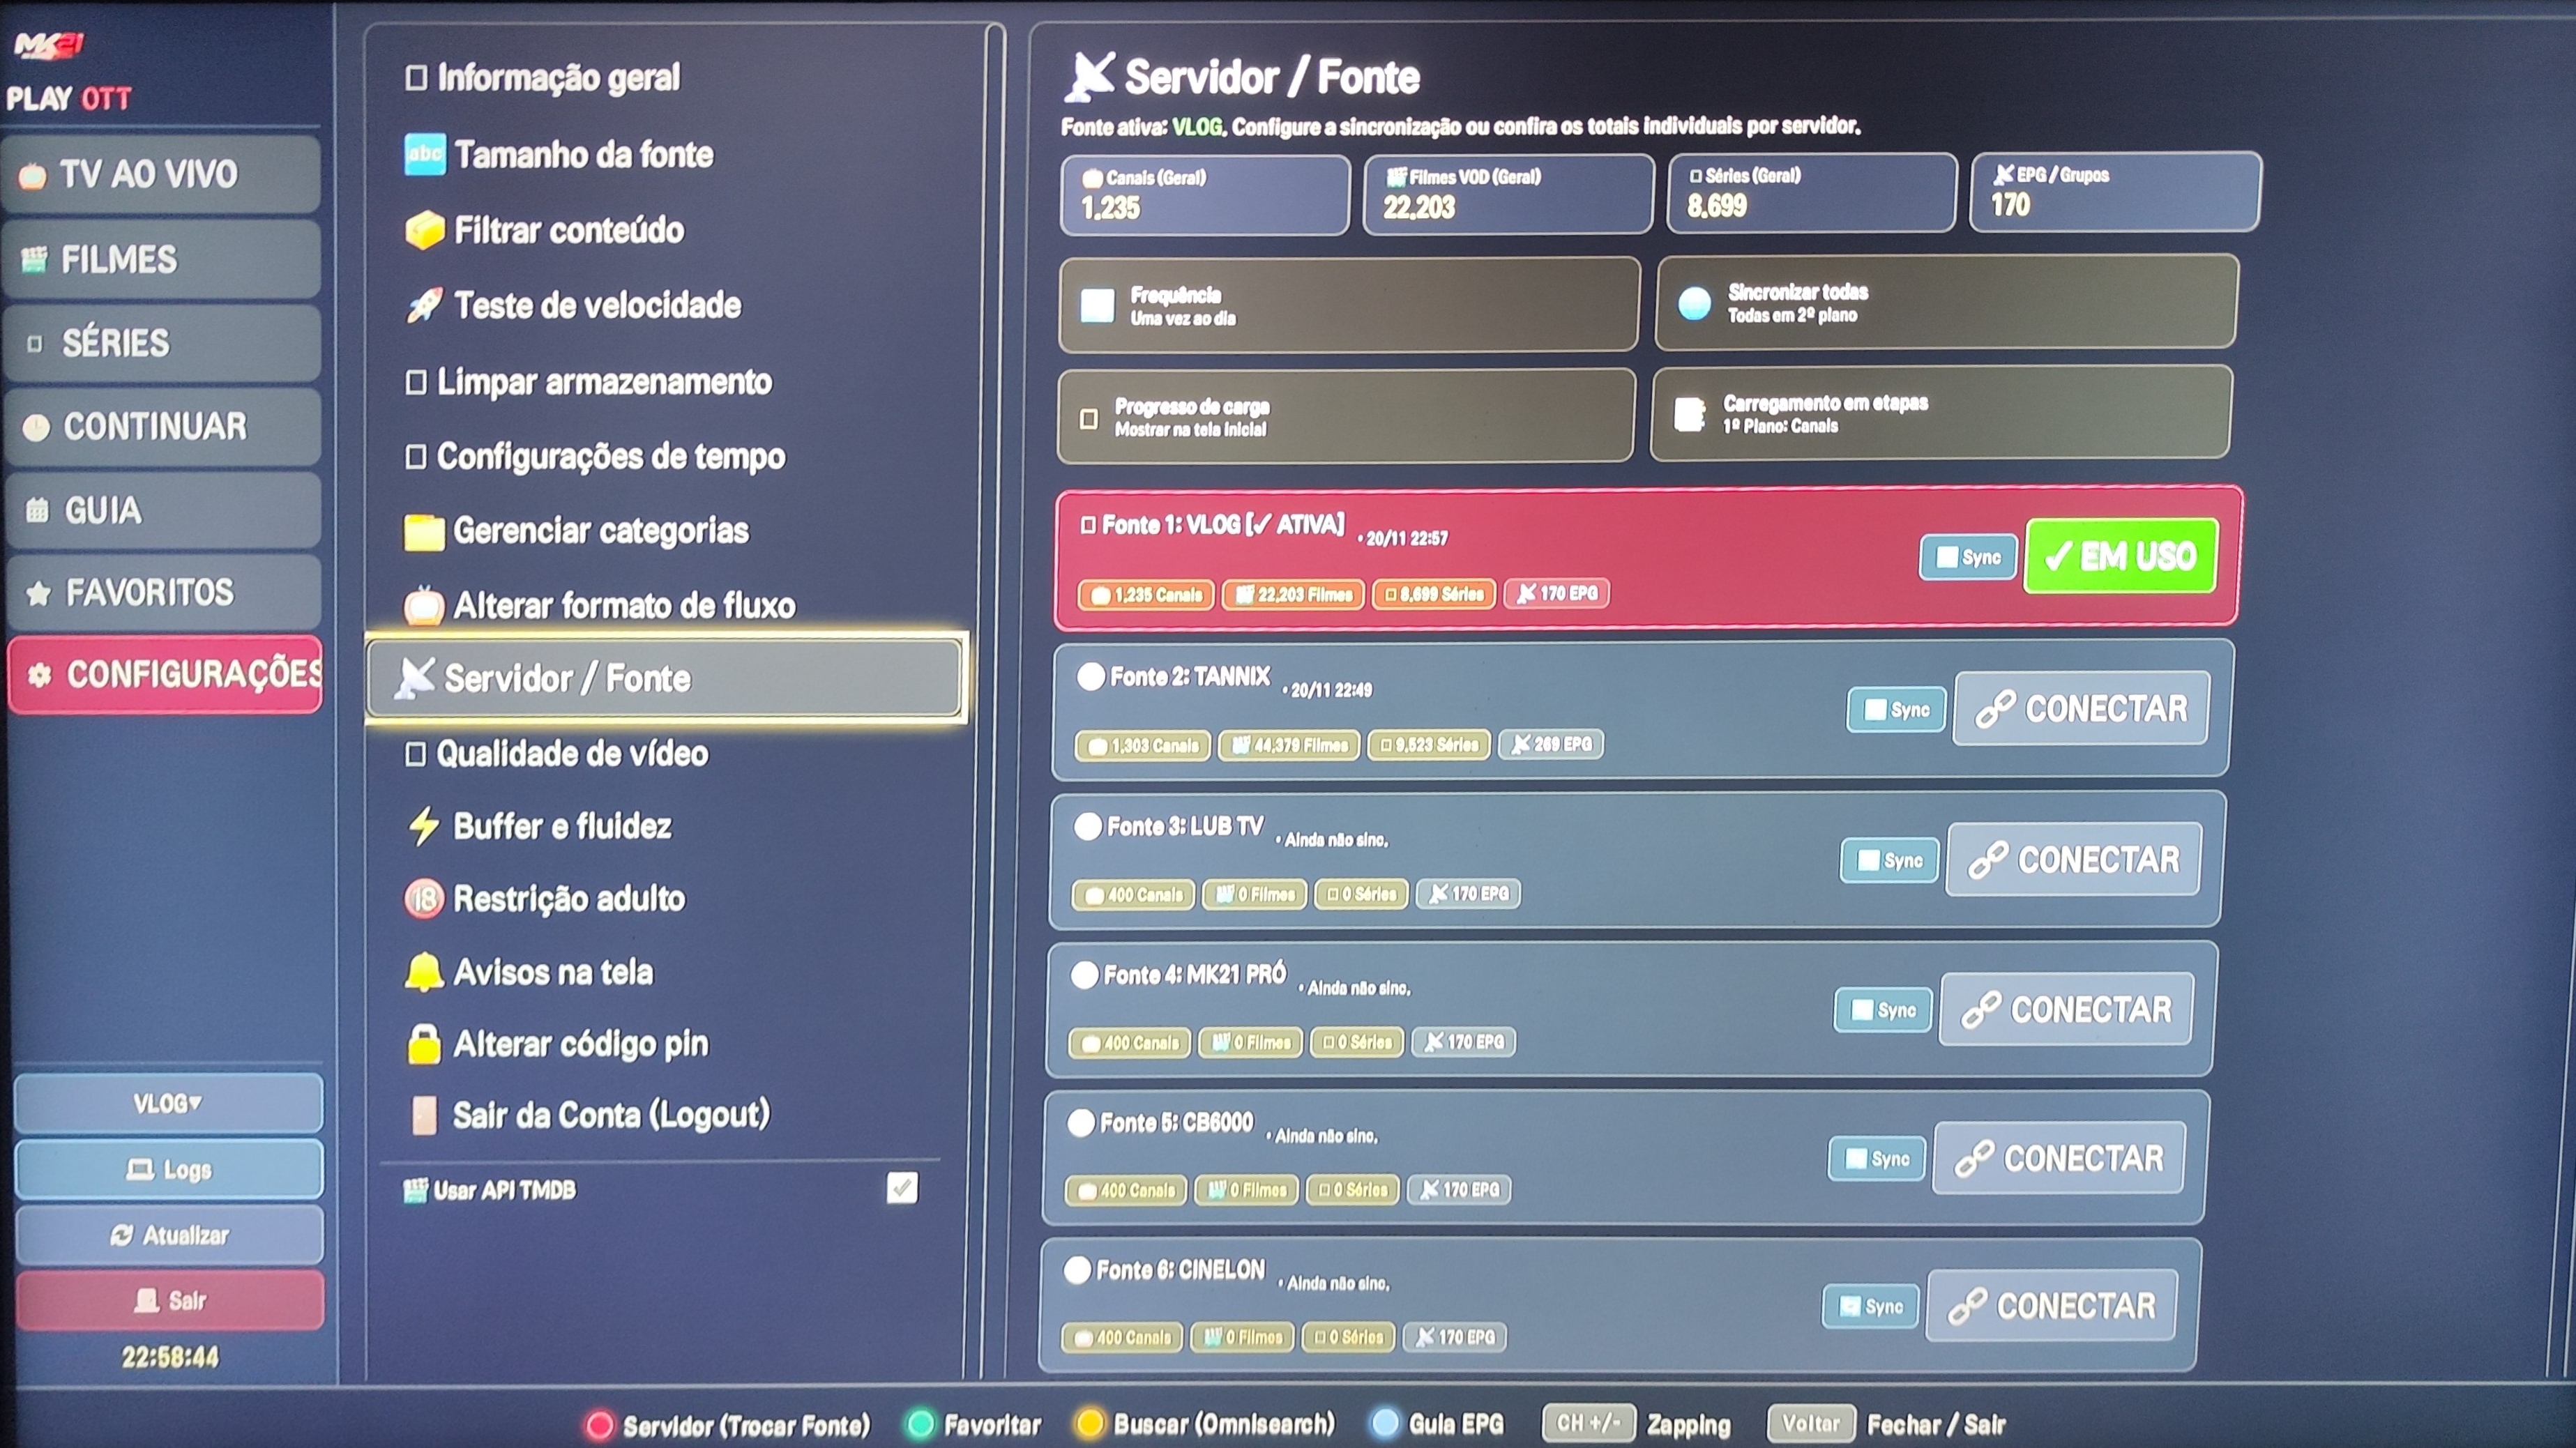 MK21
PLAY OTT
TV AO VIVO
FILMES
SÉRIES
CONTINUAR
GUIA
FAVORITOS
CONFIGURAÇÕES
VLOG▾
Logs
Atualizar
Sair
22:58:44
Informação geral
abc Tamanho da fonte
Filtrar conteúdo
Teste de velocidade
Limpar armazenamento
Configurações de tempo
Gerenciar categorias
Alterar formato de fluxo
Servidor / Fonte
Qualidade de vídeo
Buffer e fluidez
18 Restrição adulto
Avisos na tela
Alterar código pin
Sair da Conta (Logout)
Usar API TMDB
Servidor / Fonte
Fonte ativa: VLOG. Configure a sincronização ou confira os totais individuais por servidor.
Canais (Geral)
1.235
Filmes VOD (Geral)
22.203
Séries (Geral)
8.699
EPG / Grupos
170
Frequência
Uma vez ao dia
Sincronizar todas
Todas em 2º plano
Progresso de carga
Mostrar na tela inicial
Carregamento em etapas
1º Plano: Canais
Fonte 1: VLOG [✓ ATIVA] • 20/11 22:57
1,235 Canais 22,203 Filmes 8,699 Séries 170 EPG
Sync ✓ EM USO
Fonte 2: TANNIX • 20/11 22:49
1,303 Canais 44,379 Filmes 9,523 Séries 269 EPG
Sync CONECTAR
Fonte 3: LUB TV • Ainda não sinc.
400 Canais 0 Filmes 0 Séries 170 EPG
Sync CONECTAR
Fonte 4: MK21 PRÓ • Ainda não sinc.
400 Canais 0 Filmes 0 Séries 170 EPG
Sync CONECTAR
Fonte 5: CB6000 • Ainda não sinc.
400 Canais 0 Filmes 0 Séries 170 EPG
Sync CONECTAR
Fonte 6: CINELON • Ainda não sinc.
400 Canais 0 Filmes 0 Séries 170 EPG
Sync CONECTAR
Servidor (Trocar Fonte) Favoritar Buscar (Omnisearch) Guia EPG CH +/- Zapping Voltar Fechar / Sair